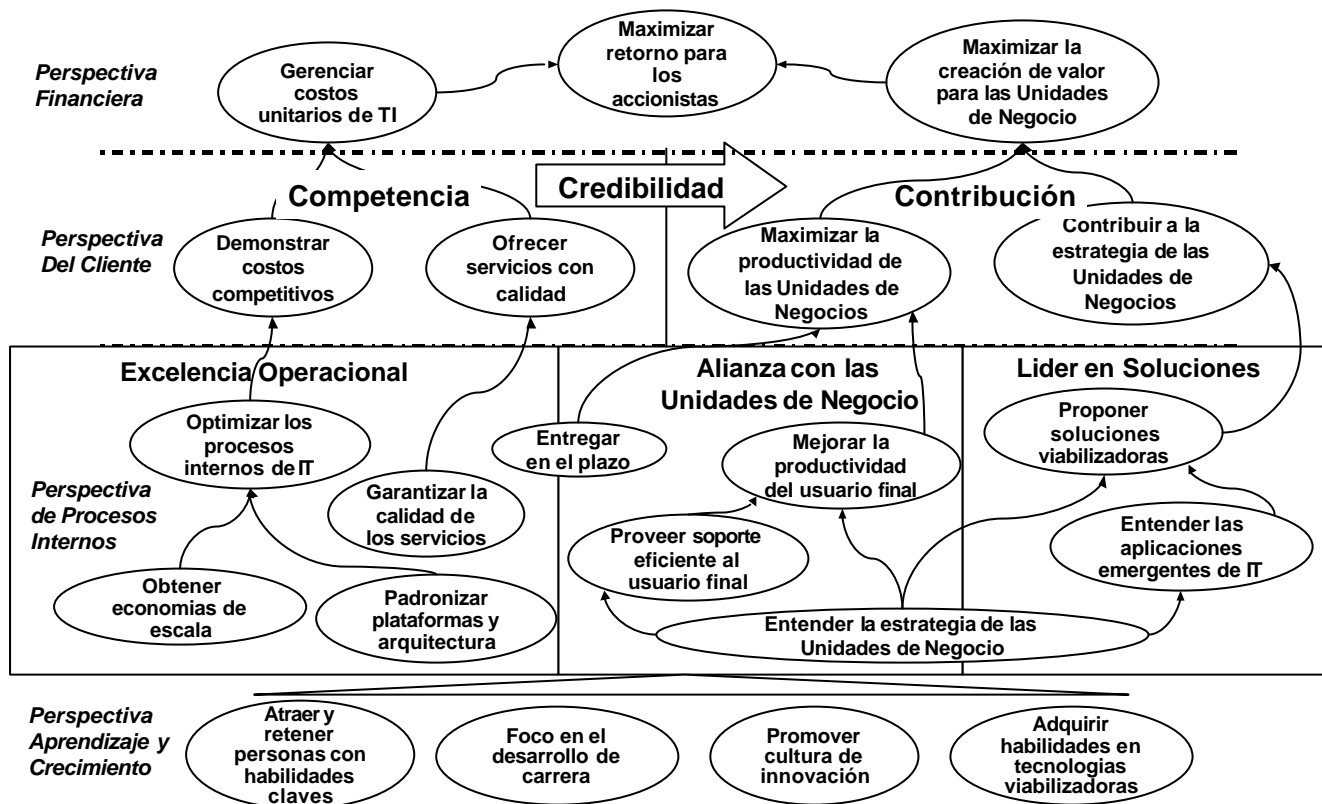 Perspectiva
Financiera
Gerenciar
costos
unitarios de TI
Maximizar
retorno para
los
accionistas
Maximizar la
creación de valor
para las Unidades
de Negocio
Competencia
Credibilidad
Contribución
Perspectiva
Del Cliente
Demonstrar
costos
competitivos
Ofrecer
servicios con
calidad
Maximizar la
productividad de
las Unidades de
Negocios
Contribuir a la
estrategia de las
Unidades de
Negocios
Excelencia Operacional
Alianza con las
Unidades de Negocio
Lider en Soluciones
Perspectiva
de Procesos
Internos
Optimizar los
procesos
internos de IT
Garantizar la
calidad de
los servicios
Obtener
economias de
escala
Padronizar
plataformas y
arquitectura
Entregar
en el plazo
Mejorar la
productividad
del usuario final
Proveer soporte
eficiente al
usuario final
Entender la estrategia de las
Unidades de Negocio
Proponer
soluciones
viabilizadoras
Entender las
aplicaciones
emergentes de IT
Perspectiva
Aprendizaje y
Crecimiento
Atraer y
retener
personas con
habilidades
claves
Foco en el
desarrollo de
carrera
Promover
cultura de
innovación
Adquirir
habilidades en
tecnologias
viabilizadoras